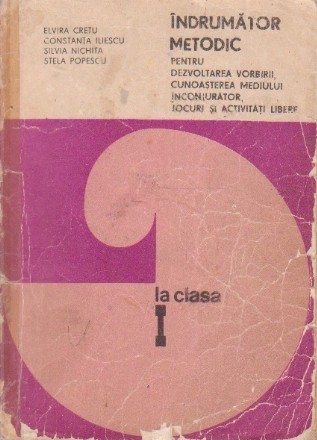 ELVIRA CREȚU
CONSTANȚA ILIESCU
SILVIA NICHITA
STELA POPESCU
ÎNDRUMĂTOR
METODIC
PENTRU
DEZVOLTAREA VORBIRII,
CUNOAȘTEREA MEDIULUI
ÎNCONJURĂTOR,
JOCURI ȘI ACTIVITĂȚI LIBERE
la clasa
I